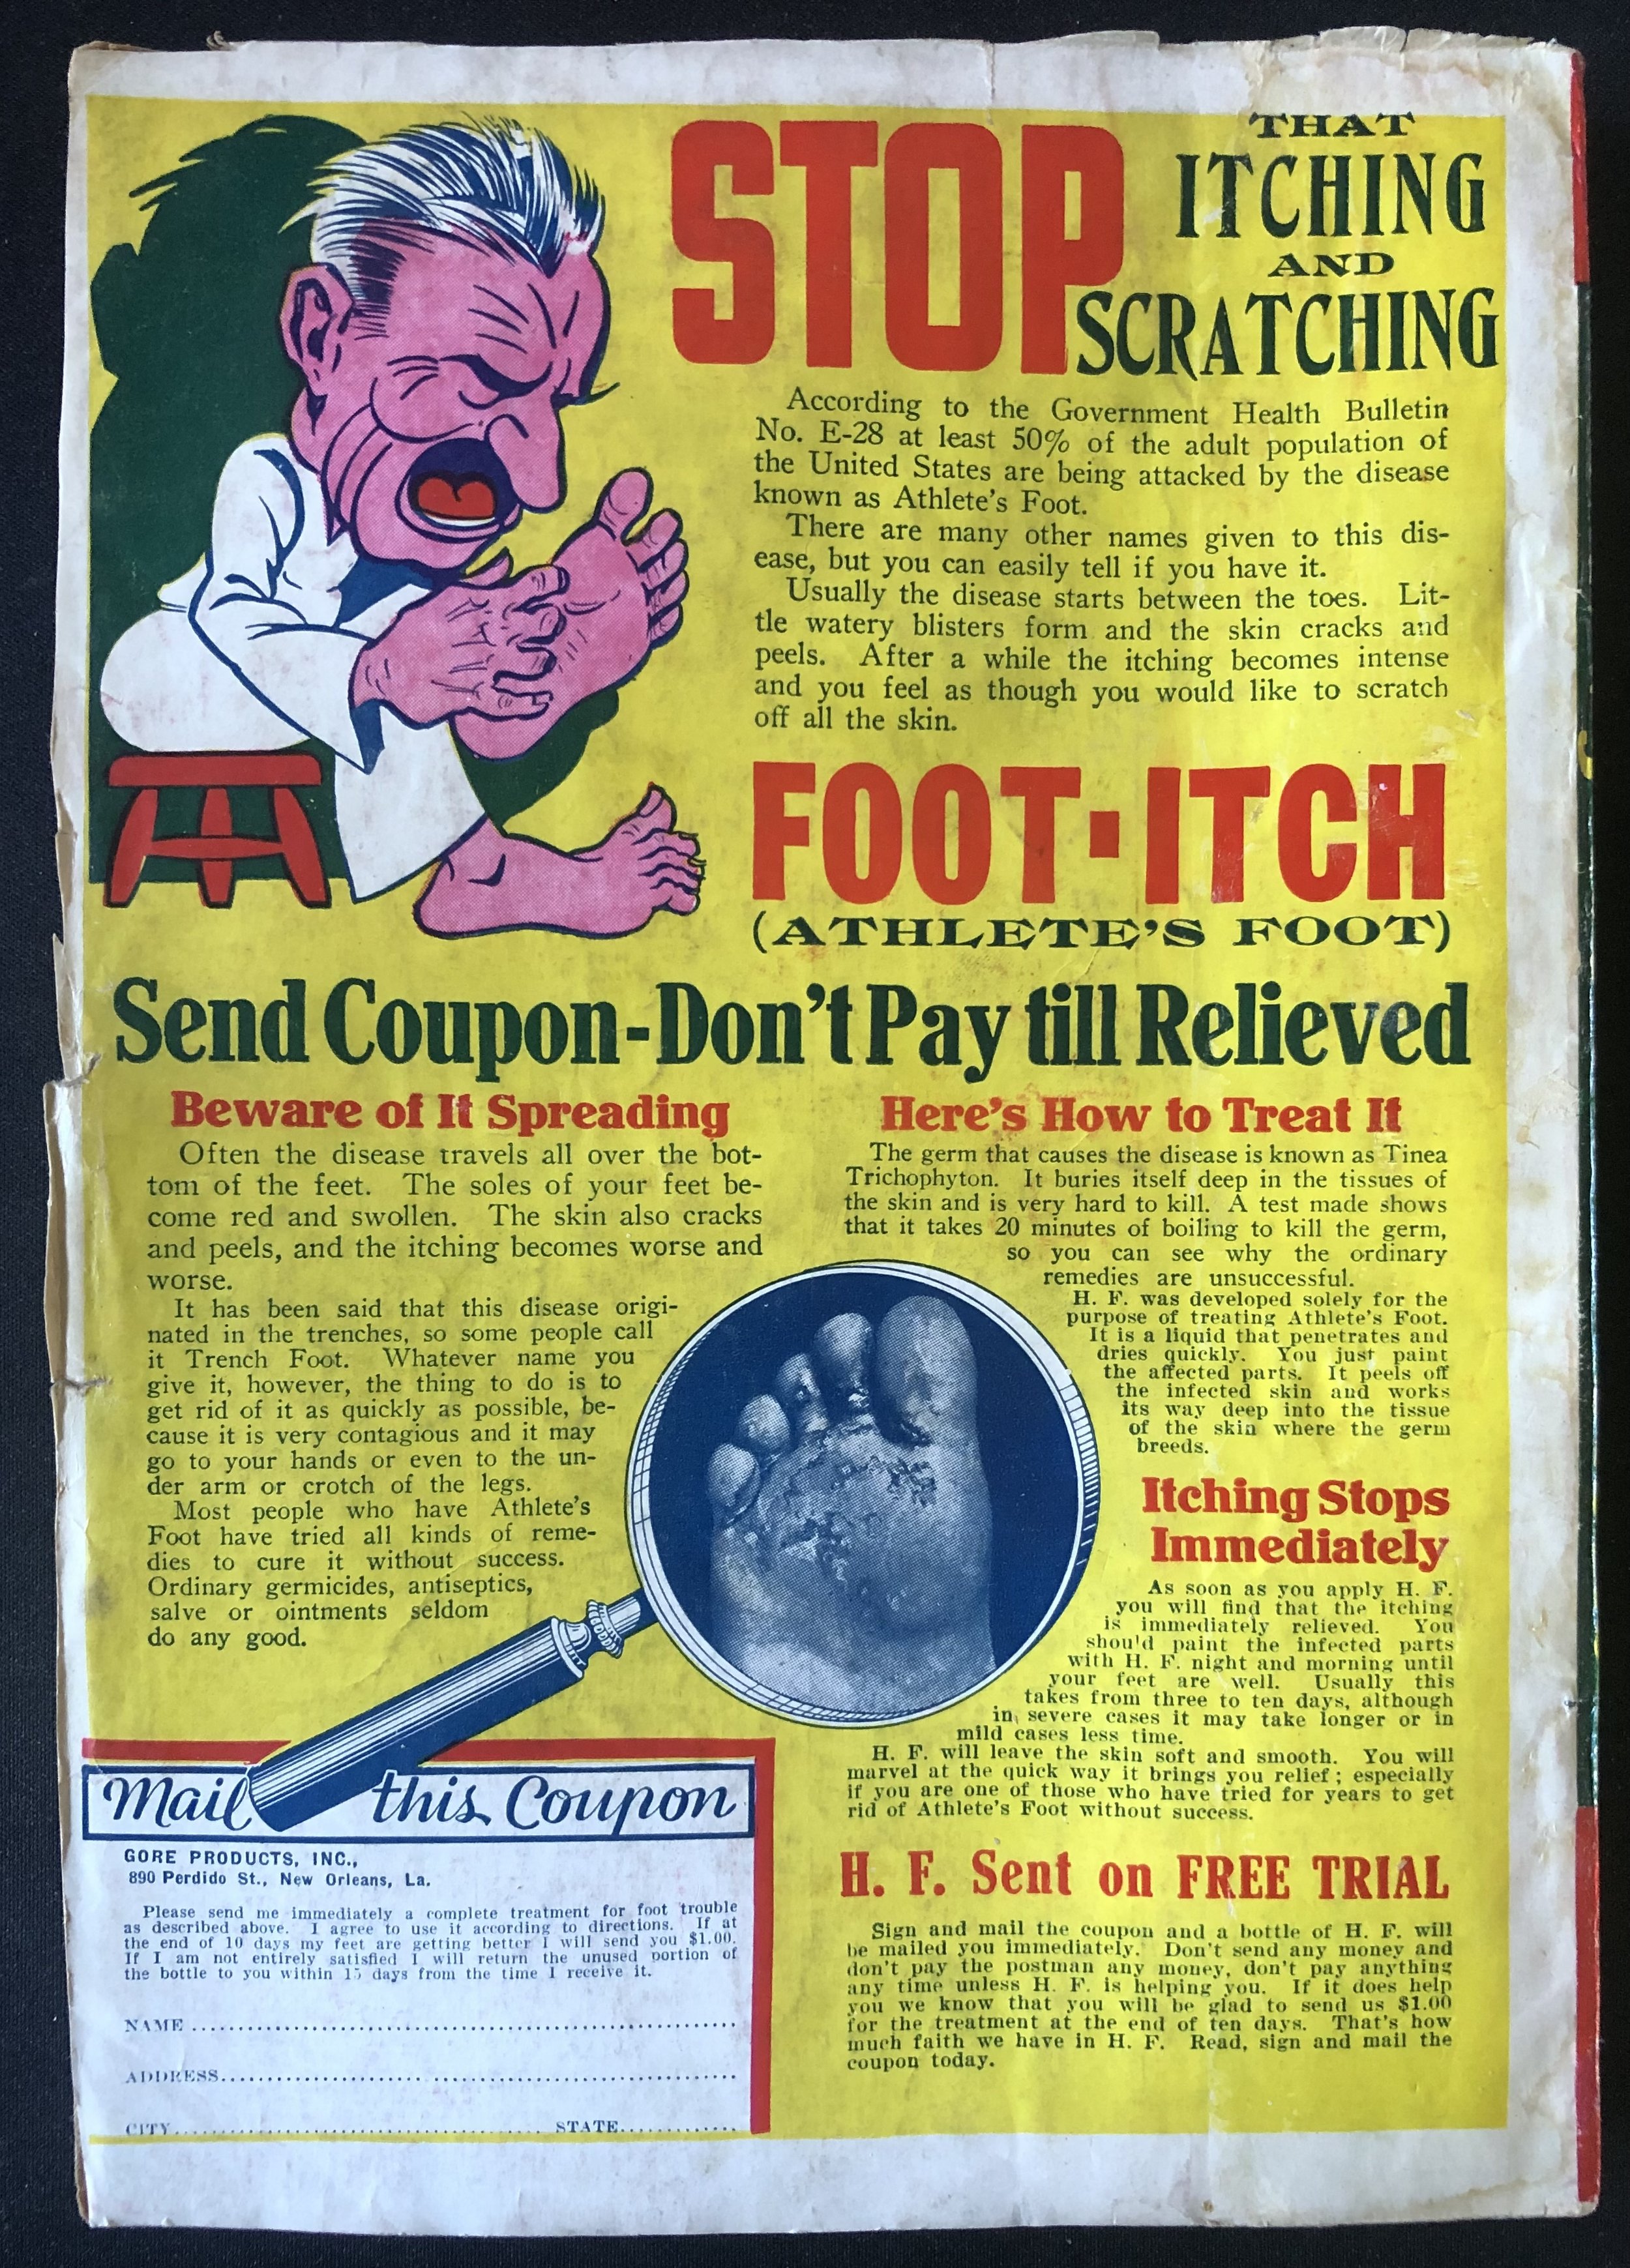 STOP
THAT
ITCHING
AND
SCRATCHING
According to the Government Health Bulletin
No. E-28 at least 50% of the adult population of
the United States are being attacked by the disease
known as Athlete's Foot.
There are many other names given to this dis-
ease, but you can easily tell if you have it.
Usually the disease starts between the toes. Lit-
tle watery blisters form and the skin cracks and
peels. After a while the itching becomes intense
and you feel as though you would like to scratch
off all the skin.
FOOT-ITCH
(ATHLETE'S FOOT)
Send Coupon-Don't Pay till Relieved
Beware of It Spreading
Often the disease travels all over the bot-
tom of the feet. The soles of your feet be-
come red and swollen. The skin also cracks
and peels, and the itching becomes worse and
worse.
It has been said that this disease origi-
nated in the trenches, so some people call
it Trench Foot. Whatever name you
give it, however, the thing to do is to
get rid of it as quickly as possible, be-
cause it is very contagious and it may
go to your hands or even to the un-
der arm or crotch of the legs.
Most people who have Athlete's
Foot have tried all kinds of reme-
dies to cure it without success.
Ordinary germicides, antiseptics,
salve or ointments seldom
do any good.
Here's How to Treat It
The germ that causes the disease is known as Tinea
Trichophyton. It buries itself deep in the tissues of
the skin and is very hard to kill. A test made shows
that it takes 20 minutes of boiling to kill the germ,
so you can see why the ordinary
remedies are unsuccessful.
H. F. was developed solely for the
purpose of treating Athlete's Foot.
It is a liquid that penetrates and
dries quickly. You just paint
the affected parts. It peels off
the infected skin and works
its way deep into the tissue
of the skin where the germ
breeds.
Itching Stops
Immediately
As soon as you apply H. F.
you will find that the itching
is immediately relieved. You
should paint the infected parts
with H. F. night and morning until
your feet are well. Usually this
takes from three to ten days, although
in severe cases it may take longer or in
mild cases less time.
H. F. will leave the skin soft and smooth. You will
marvel at the quick way it brings you relief; especially
if you are one of those who have tried for years to get
rid of Athlete's Foot without success.
H. F. Sent on FREE TRIAL
Sign and mail the coupon and a bottle of H. F. will
be mailed you immediately. Don't send any money and
don't pay the postman any money, don't pay anything
any time unless H. F. is helping you. If it does help
you we know that you will be glad to send us $1.00
for the treatment at the end of ten days. That's how
much faith we have in H. F. Read, sign and mail the
coupon today.
Mail this Coupon
GORE PRODUCTS, INC.,
890 Perdido St., New Orleans, La.
Please send me immediately a complete treatment for foot trouble
as described above. I agree to use it according to directions. If at
the end of 10 days my feet are getting better I will send you $1.00.
If I am not entirely satisfied I will return the unused portion of
the bottle to you within 15 days from the time I receive it.
NAME
ADDRESS
CITY STATE